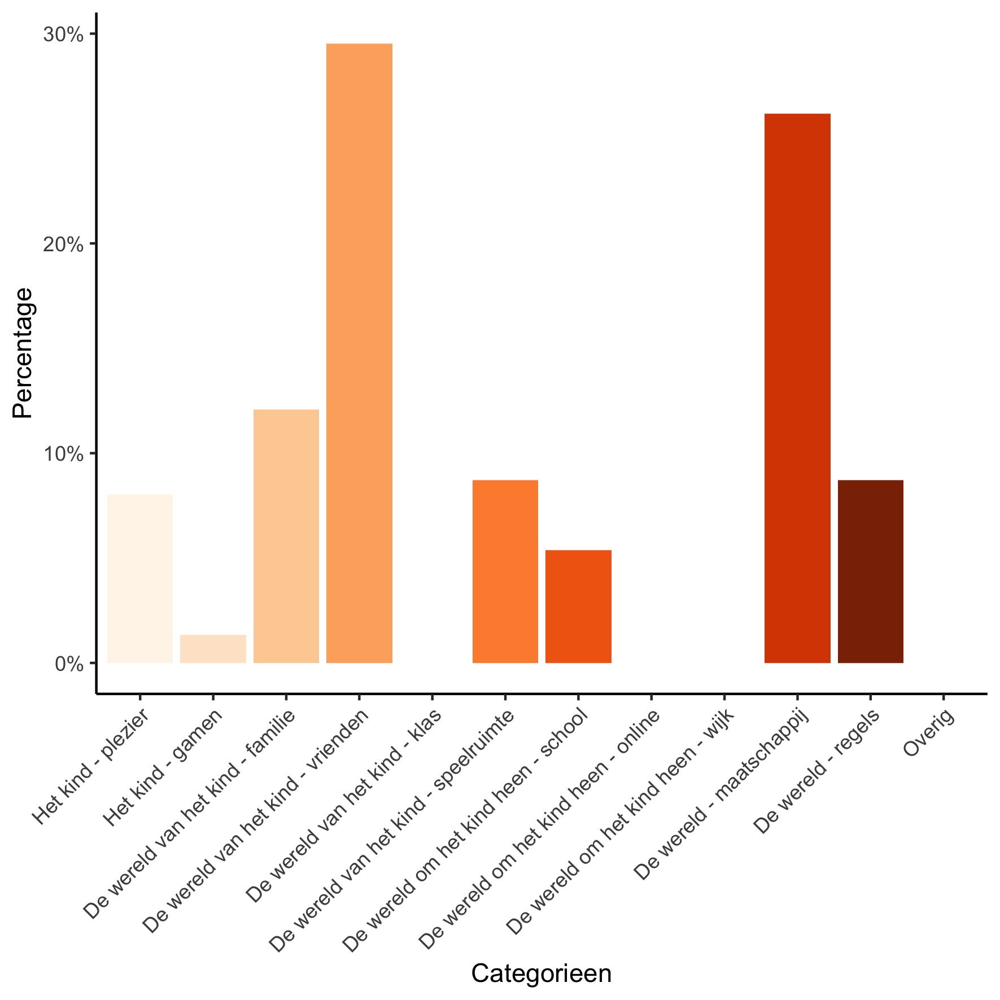 30%
20%
10%
0%
Percentage
Het kind - plezier
Het kind - gamen
De wereld van het kind - familie
De wereld van het kind - vrienden
De wereld van het kind - klas
De wereld van het kind - speelruimte
De wereld om het kind heen - school
De wereld om het kind heen - online
De wereld om het kind heen - wijk
De wereld - maatschappij
De wereld - regels
Overig
Categorieen